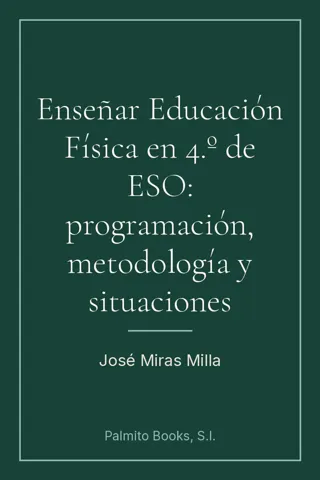 Enseñar Educación
Física en 4.º de
ESO:
programación,
metodología y
situaciones
José Miras Milla
Palmito Books, S.l.